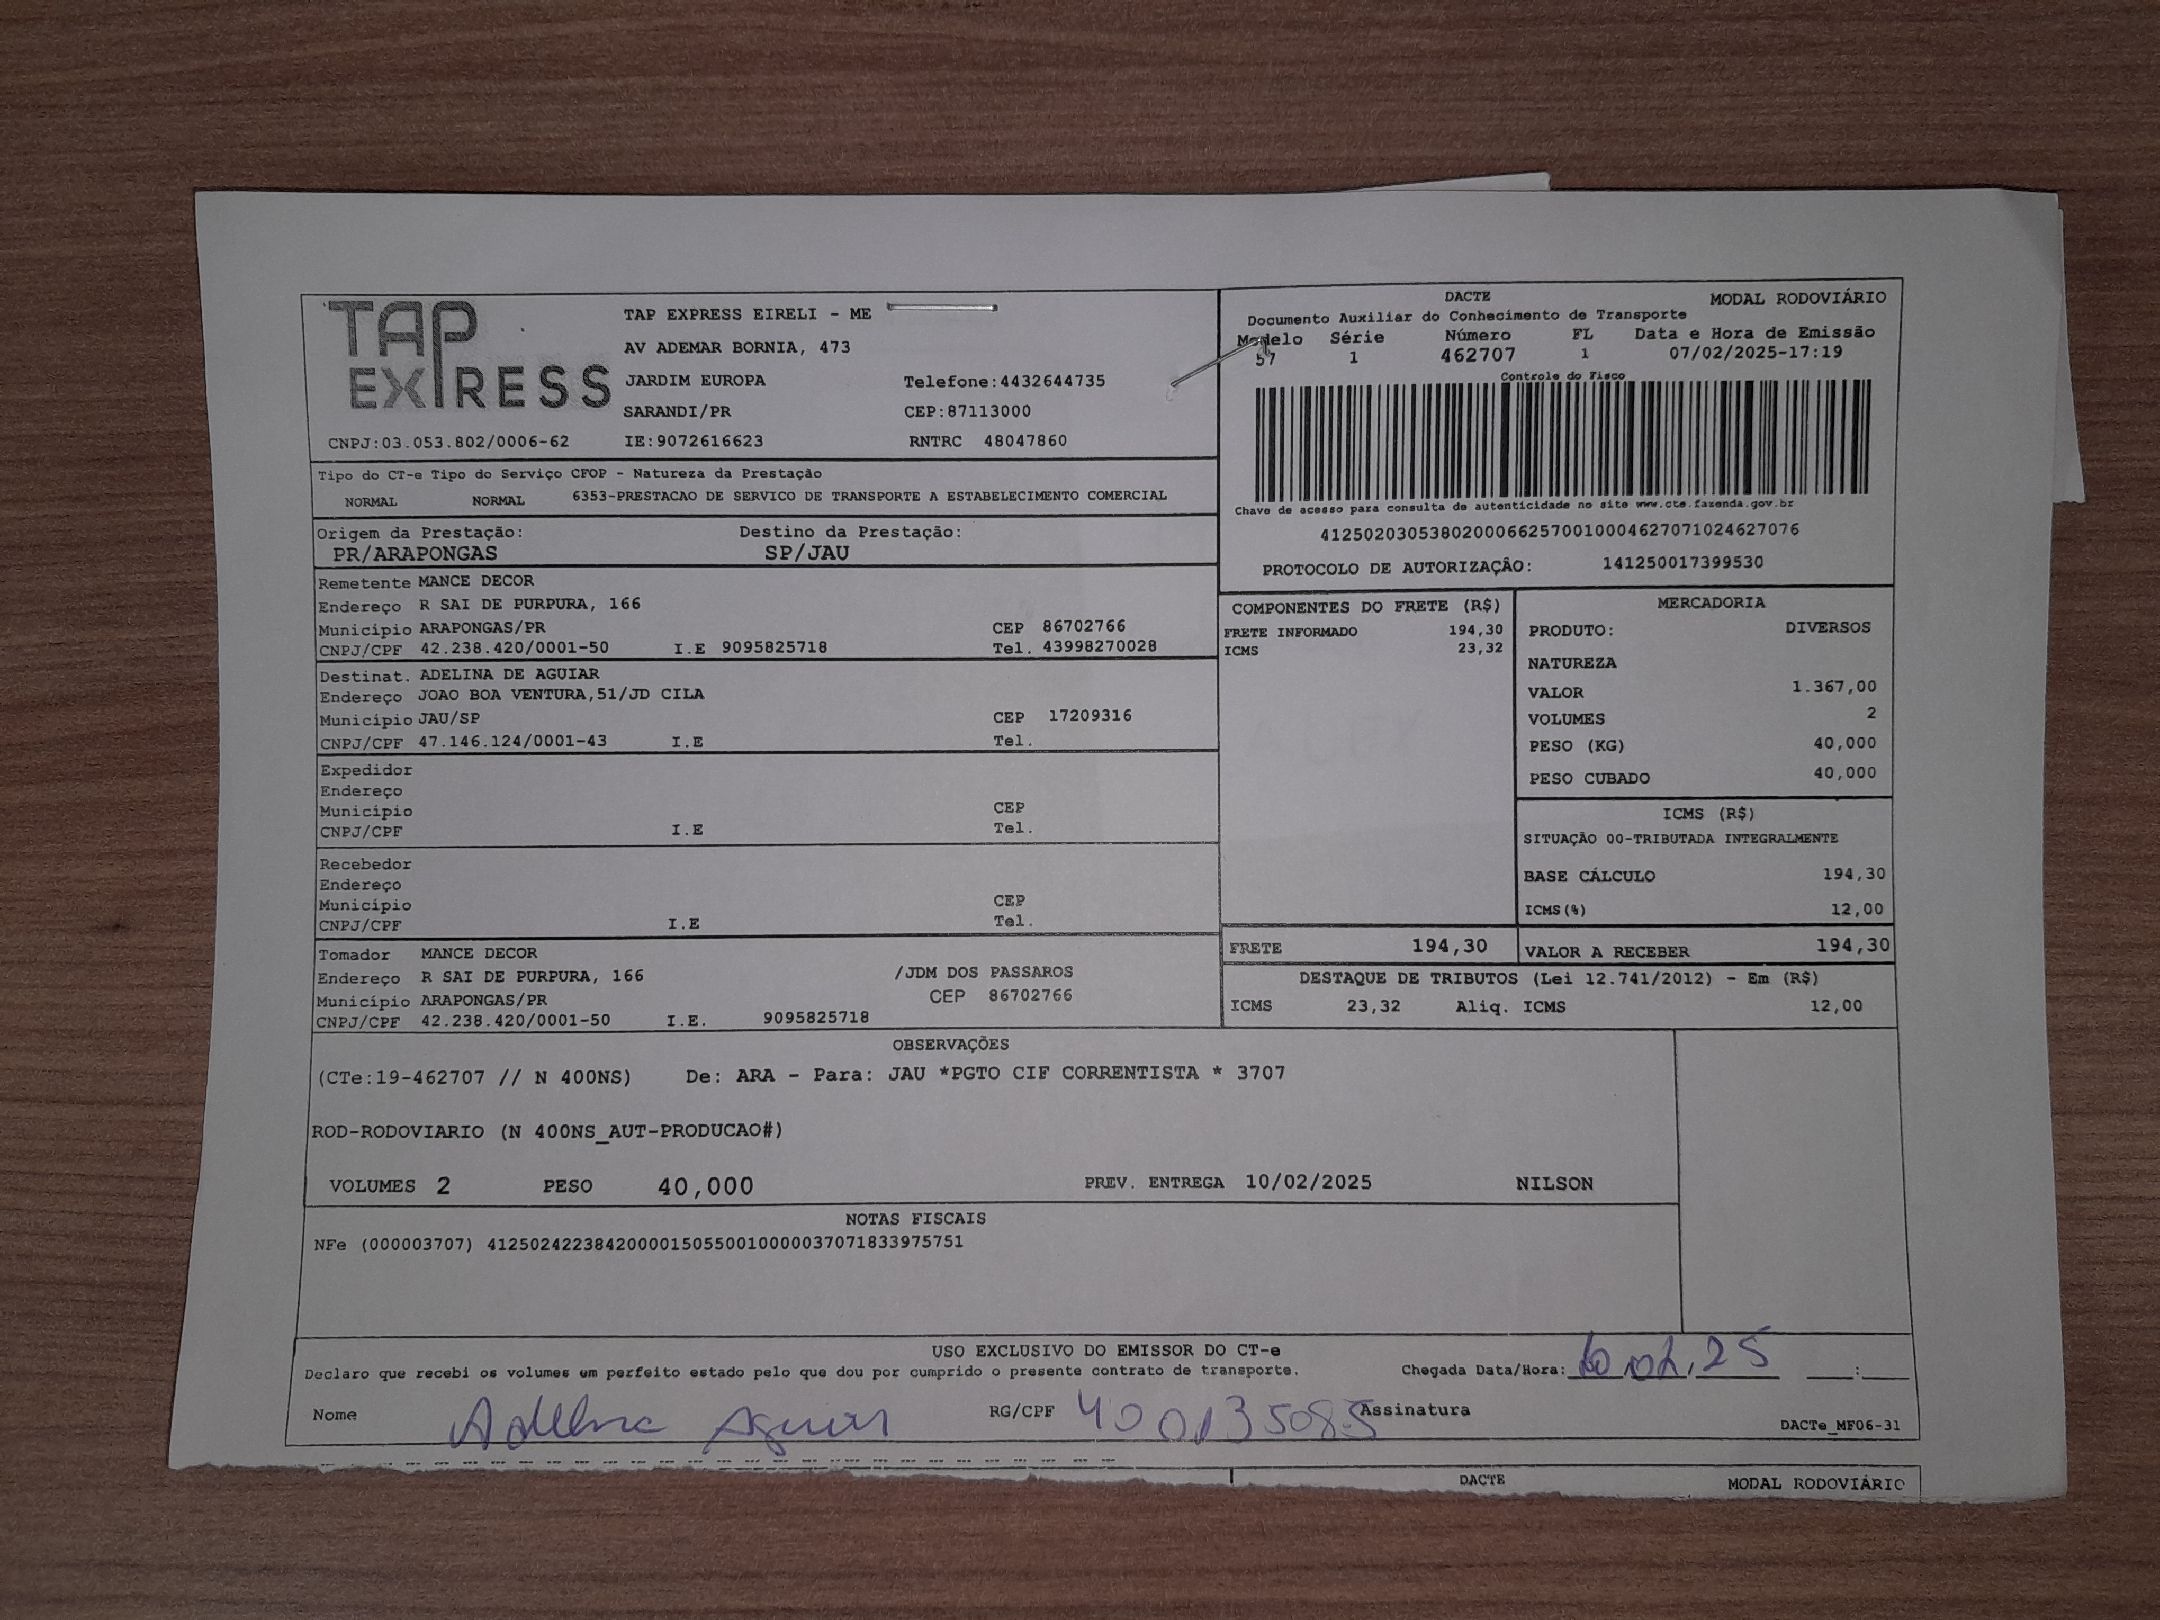 TAP
EXPRESS
CNPJ:03.053.802/0006-62
TAP EXPRESS EIRELI - ME
AV ADEMAR BORNIA, 473
JARDIM EUROPA Telefone:4432644735
SARANDI/PR CEP:87113000
IE:9072616623 RNTRC 48047860
DACTE MODAL RODOVIÁRIO
Documento Auxiliar do Conhecimento de Transporte
Modelo Série Número FL Data e Hora de Emissão
57 1 462707 1 07/02/2025-17:19
Controle do Fisco
Chave de acesso para consulta de autenticidade no site www.cte.fazenda.gov.br
41250203053802000662570010004627071024627076
PROTOCOLO DE AUTORIZAÇÃO: 141250017399530
Tipo do CT-e Tipo do Serviço CFOP - Natureza da Prestação
NORMAL NORMAL 6353-PRESTACAO DE SERVICO DE TRANSPORTE A ESTABELECIMENTO COMERCIAL
Origem da Prestação: Destino da Prestação:
PR/ARAPONGAS SP/JAU
Remetente MANCE DECOR
Endereço R SAI DE PURPURA, 166
Município ARAPONGAS/PR CEP 86702766
CNPJ/CPF 42.238.420/0001-50 I.E 9095825718 Tel. 43998270028
Destinat. ADELINA DE AGUIAR
Endereço JOAO BOA VENTURA,51/JD CILA
Município JAU/SP CEP 17209316
CNPJ/CPF 47.146.124/0001-43 I.E Tel.
Expedidor
Endereço
Município CEP
CNPJ/CPF I.E Tel.
Recebedor
Endereço
Município CEP
CNPJ/CPF I.E Tel.
Tomador MANCE DECOR
Endereço R SAI DE PURPURA, 166 /JDM DOS PASSAROS
Município ARAPONGAS/PR CEP 86702766
CNPJ/CPF 42.238.420/0001-50 I.E. 9095825718
COMPONENTES DO FRETE (R$)
FRETE INFORMADO 194,30
ICMS 23,32
MERCADORIA
PRODUTO: DIVERSOS
NATUREZA
VALOR 1.367,00
VOLUMES 2
PESO (KG) 40,000
PESO CUBADO 40,000
ICMS (R$)
SITUAÇÃO 00-TRIBUTADA INTEGRALMENTE
BASE CÁLCULO 194,30
ICMS(%) 12,00
FRETE 194,30 VALOR A RECEBER 194,30
DESTAQUE DE TRIBUTOS (Lei 12.741/2012) - Em (R$)
ICMS 23,32 Aliq. ICMS 12,00
OBSERVAÇÕES
(CTe:19-462707 // N 400NS) De: ARA - Para: JAU *PGTO CIF CORRENTISTA * 3707
ROD-RODOVIARIO (N 400NS_AUT-PRODUCAO#)
VOLUMES 2 PESO 40,000 PREV. ENTREGA 10/02/2025 NILSON
NOTAS FISCAIS
NFe (000003707) 41250242238420000150550010000037071833975751
USO EXCLUSIVO DO EMISSOR DO CT-e
Declaro que recebi os volumes em perfeito estado pelo que dou por cumprido o presente contrato de transporte. Chegada Data/Hora: 10.02.25 :
Nome Adelina Aguiar RG/CPF 400135085 Assinatura
DACTe_MF06-31
DACTE MODAL RODOVIÁRIO